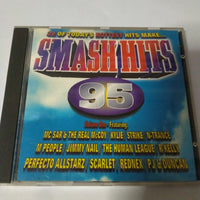 OF TODAY'S HOTTEST HITS MAKE...
SMASH HITS
95
Featuring
MC SAR & THE REAL McCOY KYLIE STRIKE N-TRANCE
M PEOPLE JIMMY NAIL THE HUMAN LEAGUE R.KELLY
PERFECTO ALLSTARZ SCARLET REDNEX PJ & DUNCAN